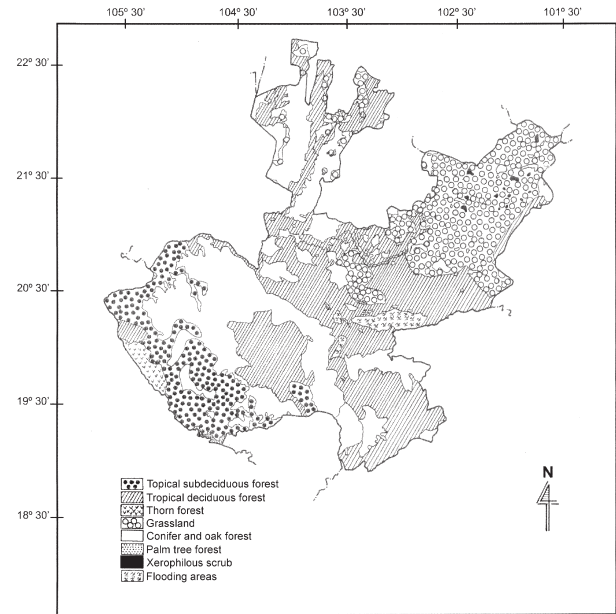 105° 30' 104° 30' 103° 30' 102° 30' 101° 30'
22° 30'
21° 30'
20° 30'
19° 30'
18° 30'
N
Topical subdeciduous forest
Tropical deciduous forest
Thorn forest
Grassland
Conifer and oak forest
Palm tree forest
Xerophilous scrub
Flooding areas